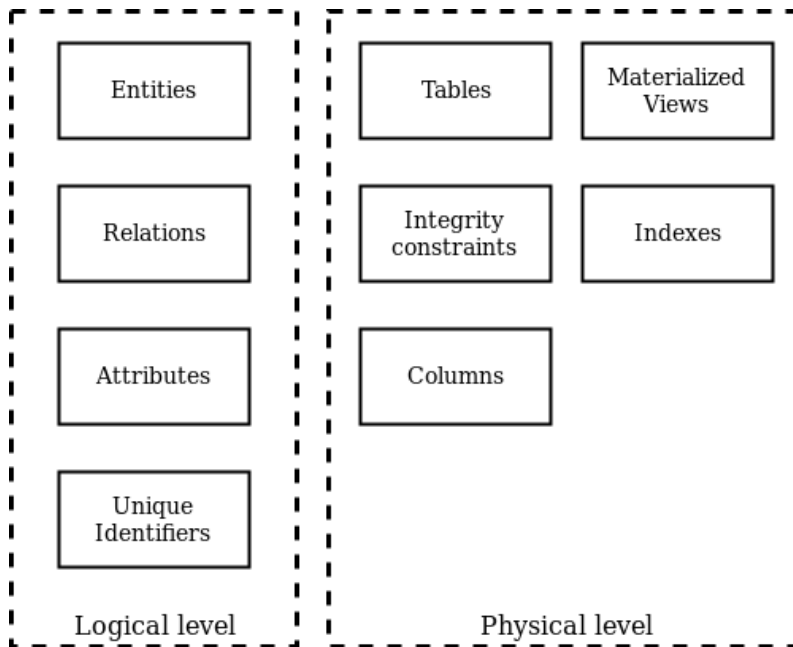 Entities
Relations
Attributes
Unique
Identifiers
Logical level
Tables
Materialized
Views
Integrity
constraints
Indexes
Columns
Physical level